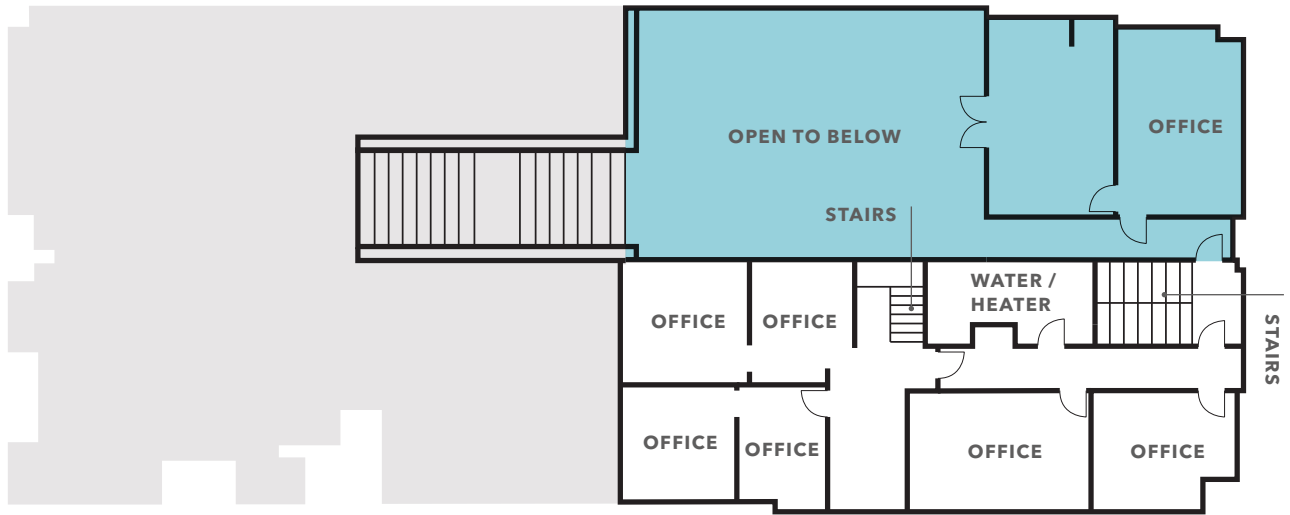 OFFICE
OPEN TO BELOW
STAIRS
WATER /
HEATER
OFFICE
OFFICE
STAIRS
OFFICE
OFFICE
OFFICE
OFFICE